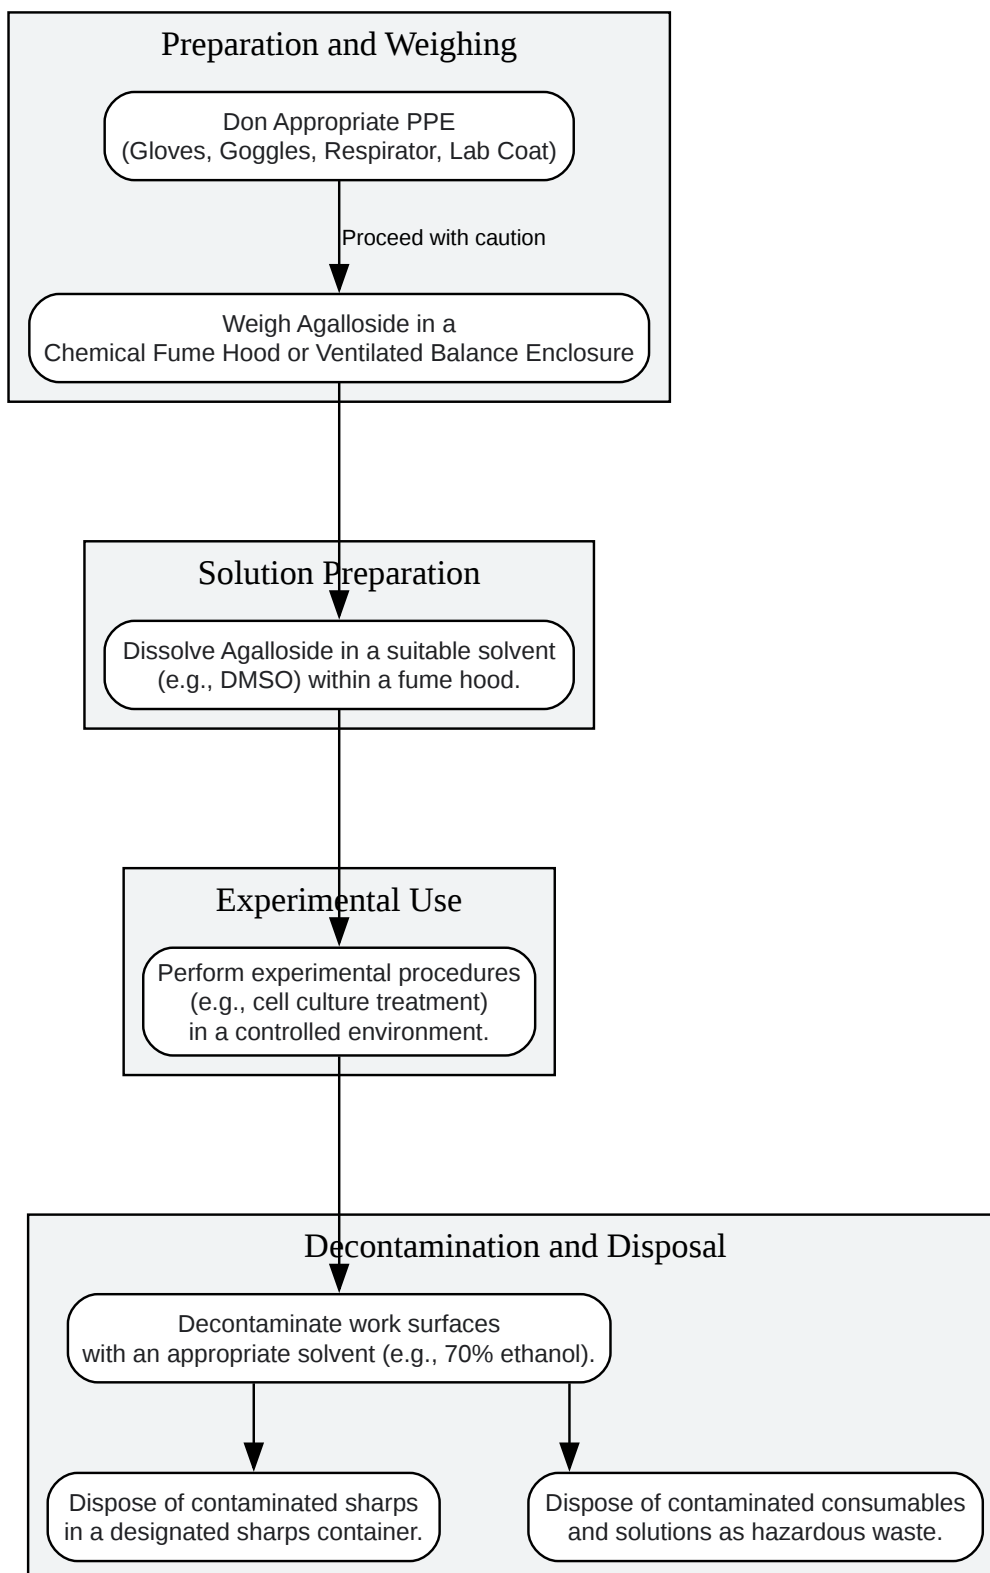 Preparation and Weighing
Don Appropriate PPE
(Gloves, Goggles, Respirator, Lab Coat)
Proceed with caution
Weigh Agalloside in a
Chemical Fume Hood or Ventilated Balance Enclosure
Solution Preparation
Dissolve Agalloside in a suitable solvent
(e.g., DMSO) within a fume hood.
Experimental Use
Perform experimental procedures
(e.g., cell culture treatment)
in a controlled environment.
Decontamination and Disposal
Decontaminate work surfaces
with an appropriate solvent (e.g., 70% ethanol).
Dispose of contaminated sharps
in a designated sharps container.
Dispose of contaminated consumables
and solutions as hazardous waste.